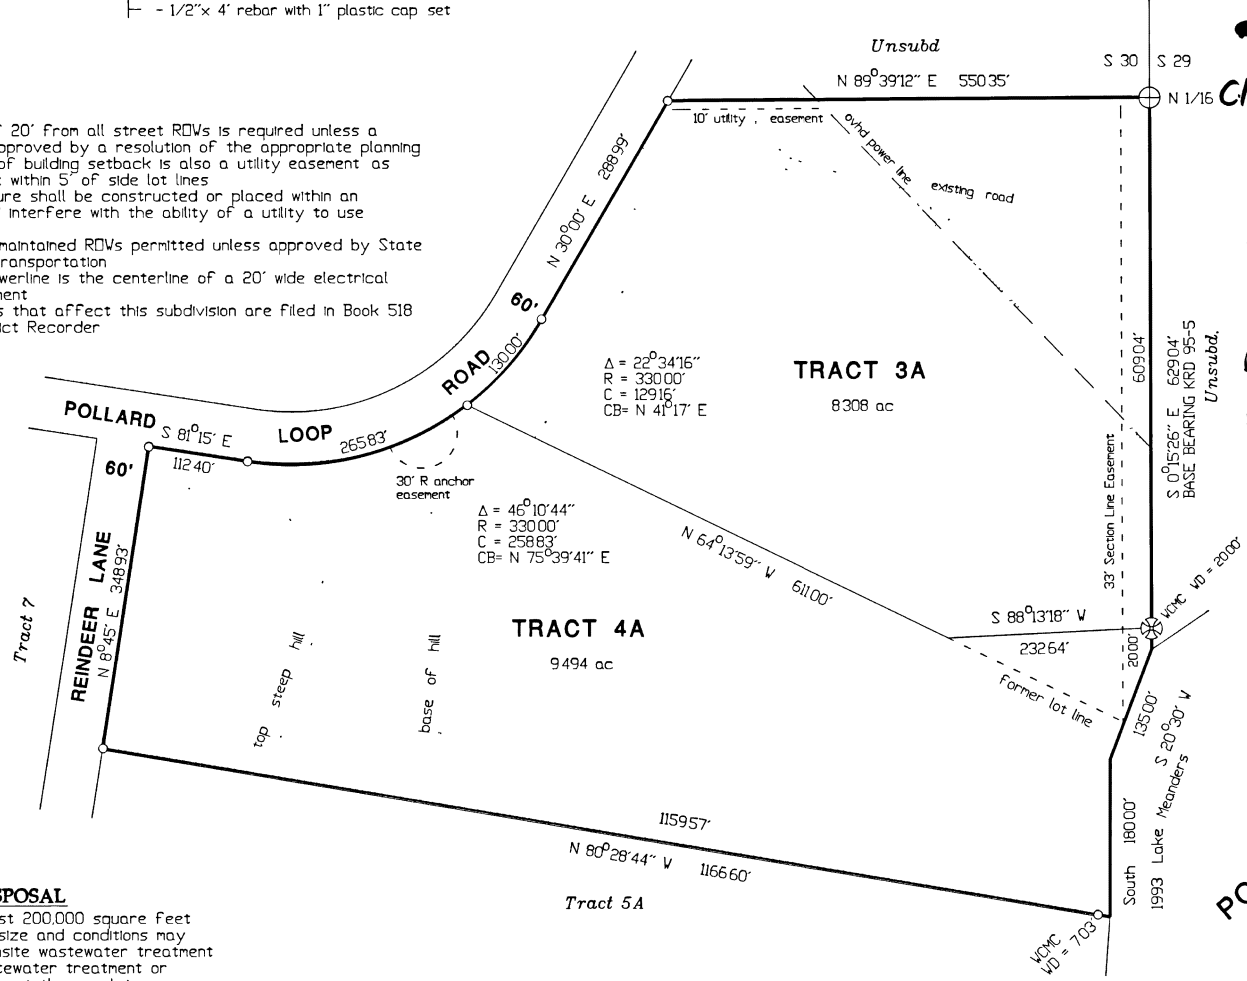 - 1/2"x 4' rebar with 1" plastic cap set
Unsubd
S 30 S 29
N 89°39'12" E 550.35'
N 1/16
10' utility easement
20' from all street ROWs is required unless a
by a resolution of the appropriate planning
of building setback is also a utility easement as
within 5' of side lot lines
shall be constructed or placed within an
interfere with the ability of a utility to use
maintained ROWs permitted unless approved by State
is the centerline of a 20' wide electrical
that affect this subdivision are filed in Book 518
Recorder
N 30°00' E 288.99'
ovhd power line
existing road
60'
130.00'
POLLARD LOOP ROAD
S 81°15' E
112.40'
265.83'
60'
Δ = 22°34'16"
R = 330.00'
C = 129.16'
CB= N 41°17' E
TRACT 3A
8.308 ac
609.04'
S 0°15'26" E 629.04'
BASE BEARING KRD 95-5
Unsubd.
33' Section Line Easement
30' R anchor
easement
Δ = 46°10'44"
R = 330.00'
C = 258.83'
CB= N 75°39'41" E
N 64°13'59" W 611.00'
REINDEER LANE
N 8°45' E 348.93'
Tract 7
TRACT 4A
9.494 ac
top steep hill
base of hill
S 88°13'18" W
232.64'
20.00'
WCMC WD = 20.00'
Former lot line
135.00'
S 20°30' W
South 180.00'
1993 Lake Meanders
1159.57'
N 80°28'44" W 1166.60'
Tract 5A
WCMC
WD = 7.03'
200,000 square feet
size and conditions may
wastewater treatment
treatment or